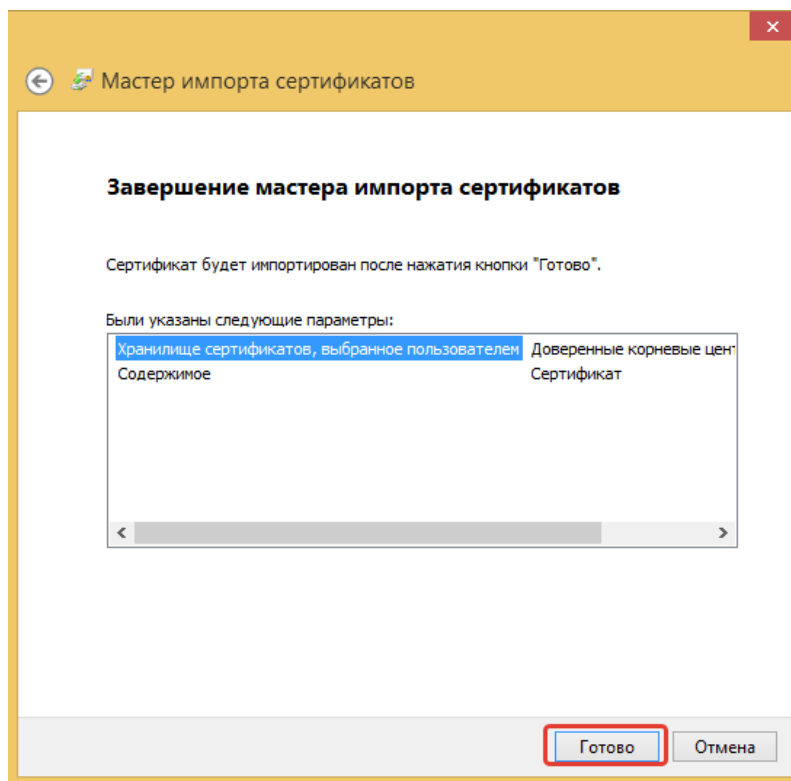 Мастер импорта сертификатов
Завершение мастера импорта сертификатов
Сертификат будет импортирован после нажатия кнопки "Готово".
Были указаны следующие параметры:
Хранилище сертификатов, выбранное пользователем Доверенные корневые
Содержимое Сертификат
Готово Отмена